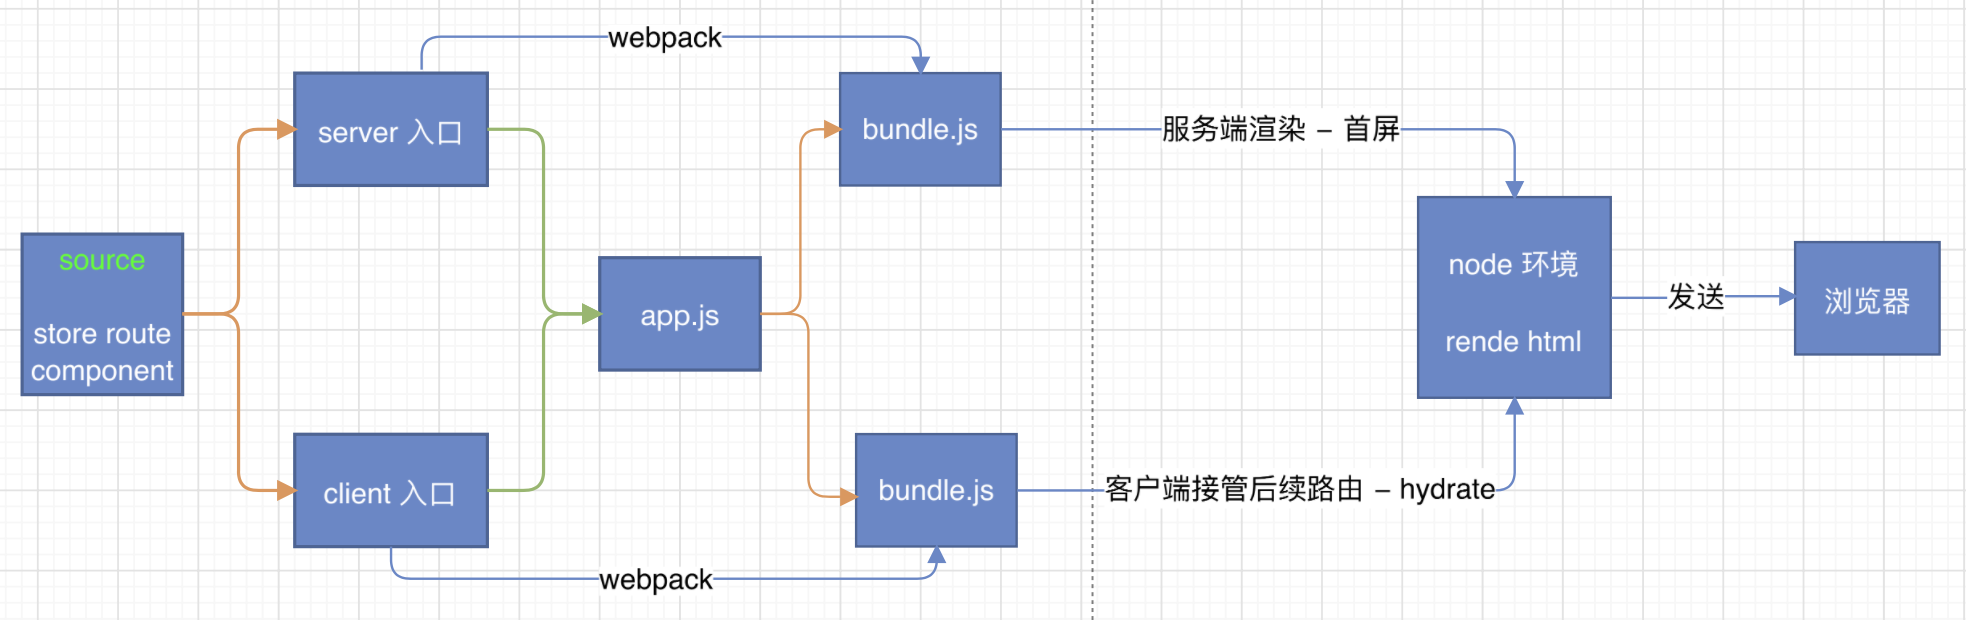 webpack
server 入口
bundle.js
服务端渲染 – 首屏
source
store route
component
app.js
node 环境
rende html
发送
浏览器
client 入口
bundle.js
客户端接管后续路由 – hydrate
webpack